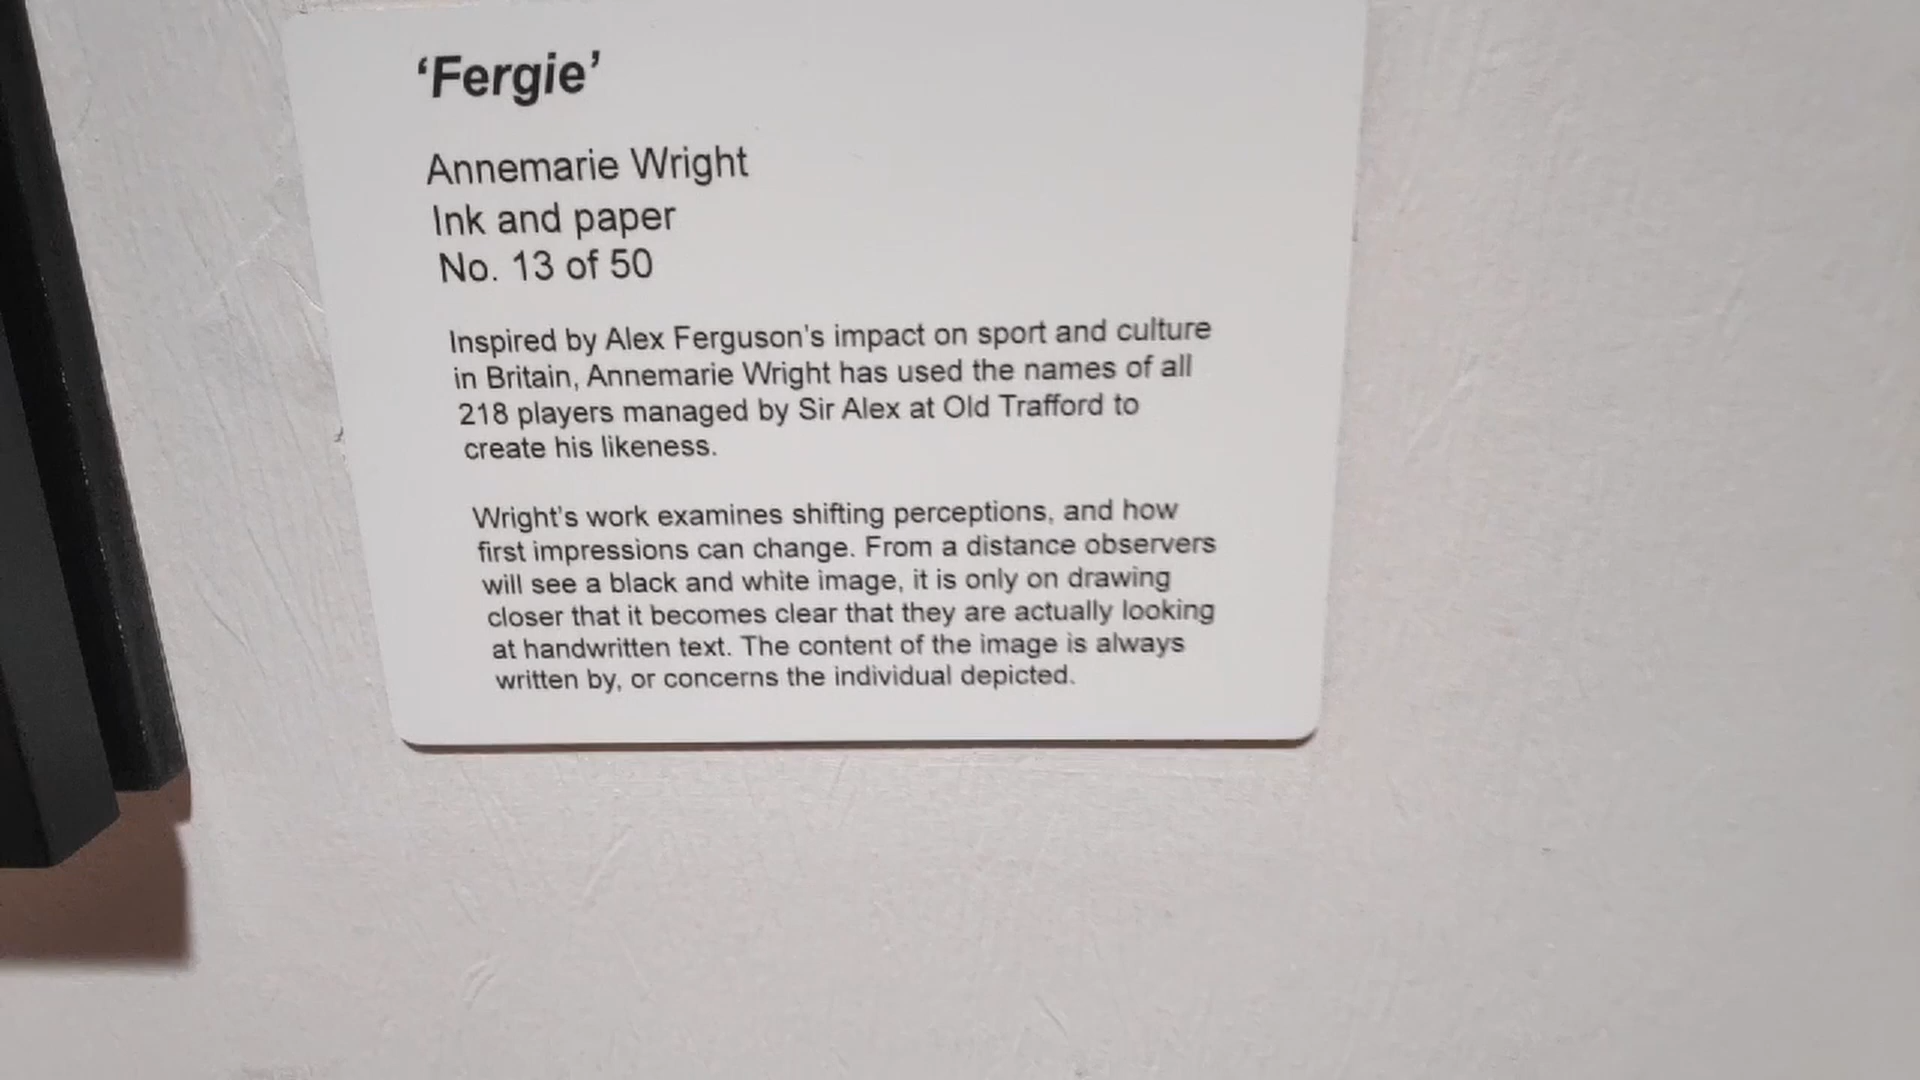 ‘Fergie’
Annemarie Wright
Ink and paper
No. 13 of 50
Inspired by Alex Ferguson's impact on sport and culture
in Britain, Annemarie Wright has used the names of all
218 players managed by Sir Alex at Old Trafford to
create his likeness.
Wright's work examines shifting perceptions, and how
first impressions can change. From a distance observers
will see a black and white image, it is only on drawing
closer that it becomes clear that they are actually looking
at handwritten text. The content of the image is always
written by, or concerns the individual depicted.